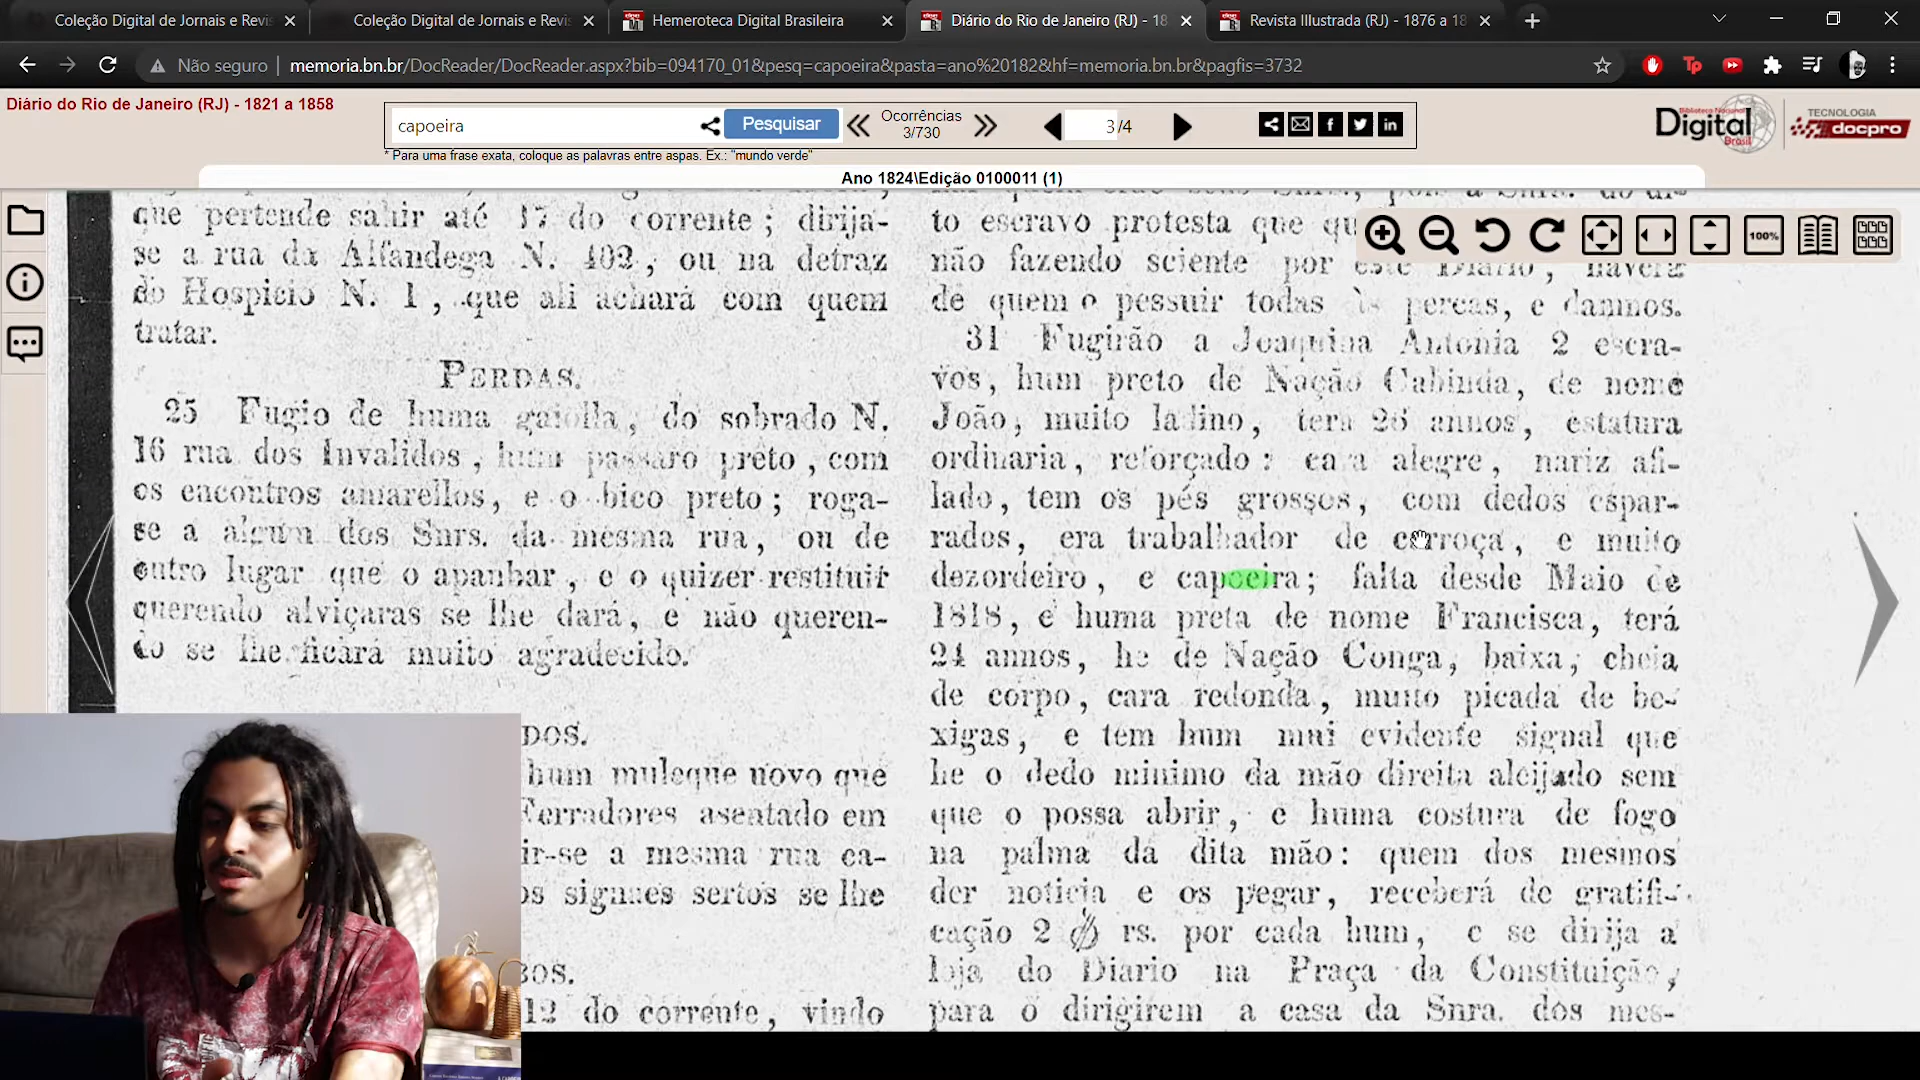 Coleção Digital de Jornais e Revis
Coleção Digital de Jornais e Revis
Hemeroteca Digital Brasileira
Diário do Rio de Janeiro (RJ) - 18
Revista Illustrada (RJ) - 1876 a 18
Não seguro
memoria.bn.br/DocReader/DocReader.aspx?bib=094170_01&pesq=capoeira&pasta=ano%20182&hf=memoria.bn.br&pagfis=3732
Diário do Rio de Janeiro (RJ) - 1821 a 1858
capoeira
Pesquisar
Ocorrências
3/730
3/4
* Para uma frase exata, coloque as palavras entre aspas. Ex.: "mundo verde"
Biblioteca Nacional
Digital
Brasil
TECNOLOGIA
docpro
Ano 1824\Edição 0100011 (1)
100%
que pertende sahir até 17 do corrente; dirija-
se a rua da Alfandega N. 402, ou na detraz
do Hospicio N. 1, que ali achará com quem
tratar.
PERDAS.
25 Fugio de huma gaiolla, do sobrado N.
16 rua dos Invalidos, hum passaro prêto, com
os encontros amarellos, e o bico preto; roga-
se a algum dos Snrs. da mesma rua, ou de
outro lugar que o apanhar, e o quizer restituir
querendo alviçaras se lhe dará, e não queren-
do se lhe ficará muito agradecido.
DOS.
hum muleque novo que
Ferradores asentado em
ir-se a mesma rua ca-
os signaes sertos se lhe
BOS.
12 do corrente, vindo
to escravo protesta que
não fazendo sciente por este Diario, haverá
de quem o pessuir todas às percas, e damnos.
31 Fugirão a Joaquina Antonia 2 escra-
vos, hum preto de Nação Cabinda, de nome
João, muito ladino, terá 26 annos, estatura
ordinaria, reforçado: cara alegre, nariz afi-
lado, tem os pés grossos, com dedos espar-
rados, era trabalhador de carroça, e muito
dezordeiro, e capoeira; falta desde Maio de
1818, e huma preta de nome Francisca, terá
24 annos, he de Nação Conga, baixa, cheia
de corpo, cara redonda, muito picada de be-
xigas, e tem hum mui evidente signal que
he o dedo minimo da mão direita aleijado sem
que o possa abrir, e huma costura de fogo
na palma da dita mão: quem dos mesmos
der noticia e os pegar, receberá de gratifi-
cação 2 $ rs. por cada hum, e se dirija a
loja do Diario na Praça da Constituição,
para o dirigirem a casa da Snra. dos mes-